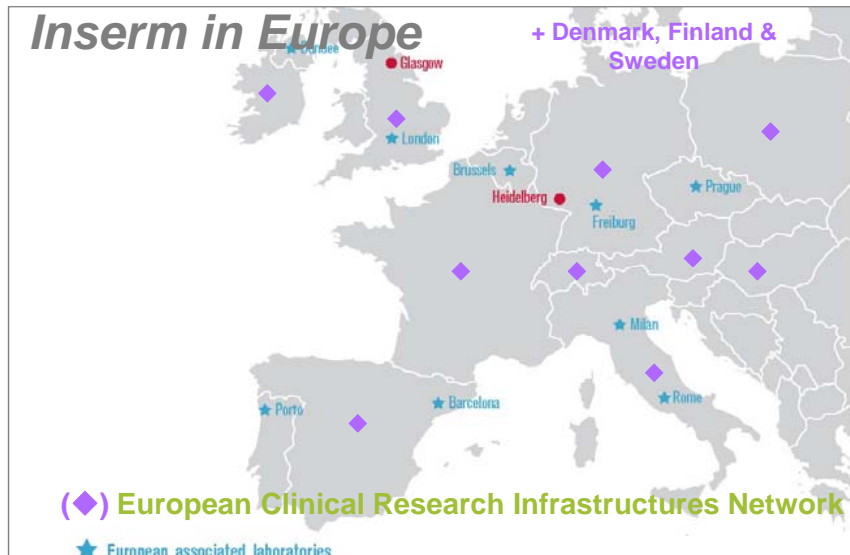 Inserm in Europe
+ Denmark, Finland &
Sweden
Dundee
Glasgow
London
Brussels
Heidelberg
Prague
Freiburg
Milan
Porto
Barcelona
Rome
(◆) European Clinical Research Infrastructures Network
European associated laboratories